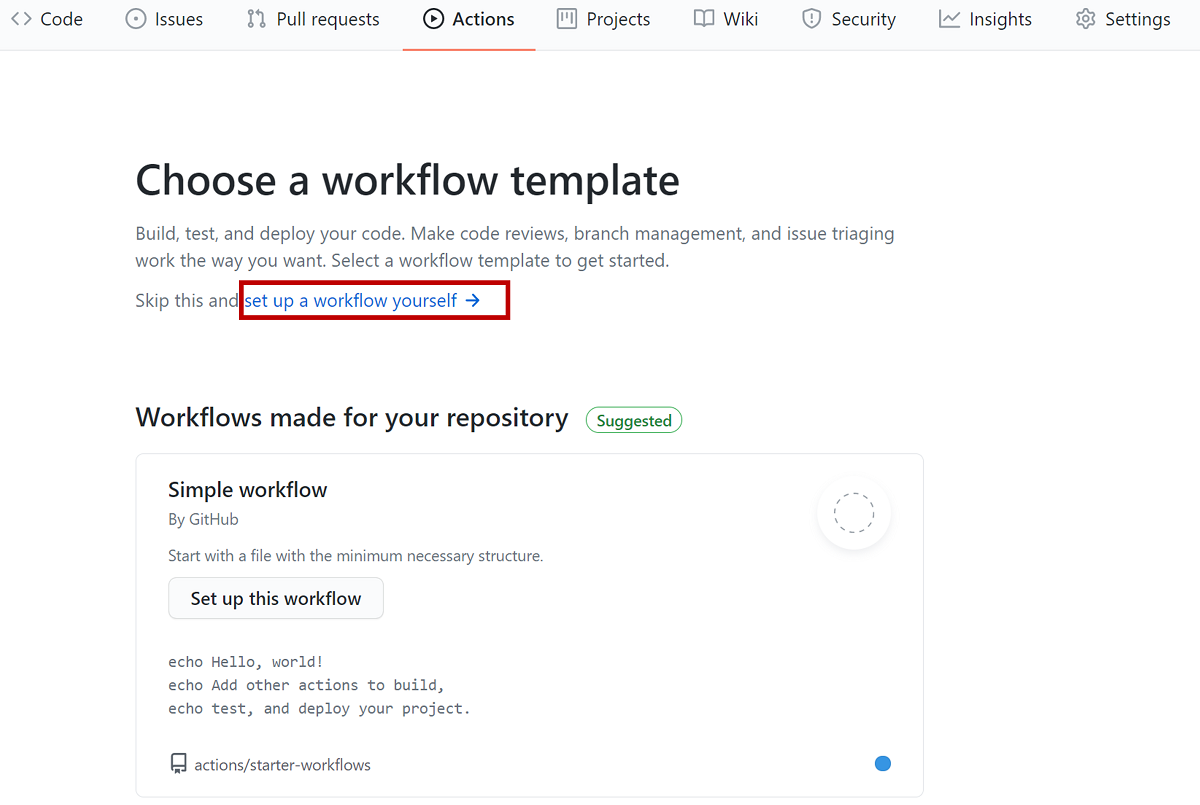 Code Issues Pull requests Actions Projects Wiki Security Insights Settings
Choose a workflow template
Build, test, and deploy your code. Make code reviews, branch management, and issue triaging
work the way you want. Select a workflow template to get started.
Skip this and set up a workflow yourself →
Workflows made for your repository Suggested
Simple workflow
By GitHub
Start with a file with the minimum necessary structure.
Set up this workflow
echo Hello, world!
echo Add other actions to build,
echo test, and deploy your project.
actions/starter-workflows